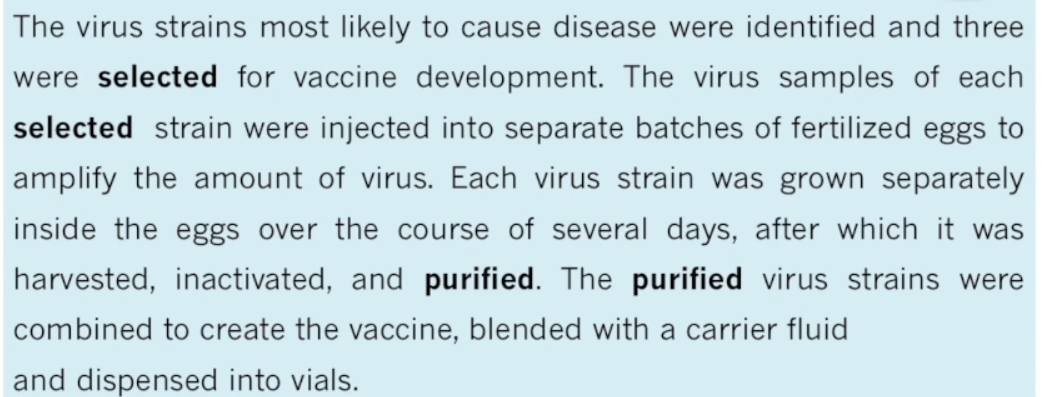 The virus strains most likely to cause disease were identified and three
were selected for vaccine development. The virus samples of each
selected strain were injected into separate batches of fertilized eggs to
amplify the amount of virus. Each virus strain was grown separately
inside the eggs over the course of several days, after which it was
harvested, inactivated, and purified. The purified virus strains were
combined to create the vaccine, blended with a carrier fluid
and dispensed into vials.